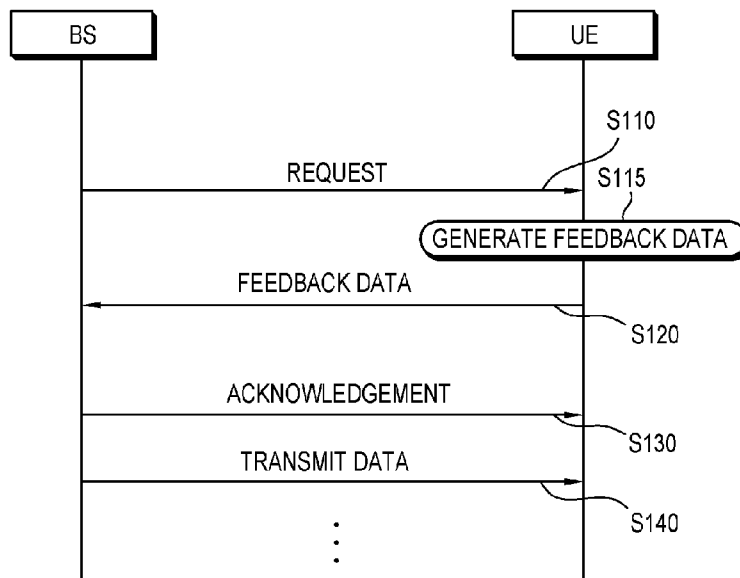 BS
UE
S110
REQUEST
S115
GENERATE FEEDBACK DATA
FEEDBACK DATA
S120
ACKNOWLEDGEMENT
S130
TRANSMIT DATA
S140